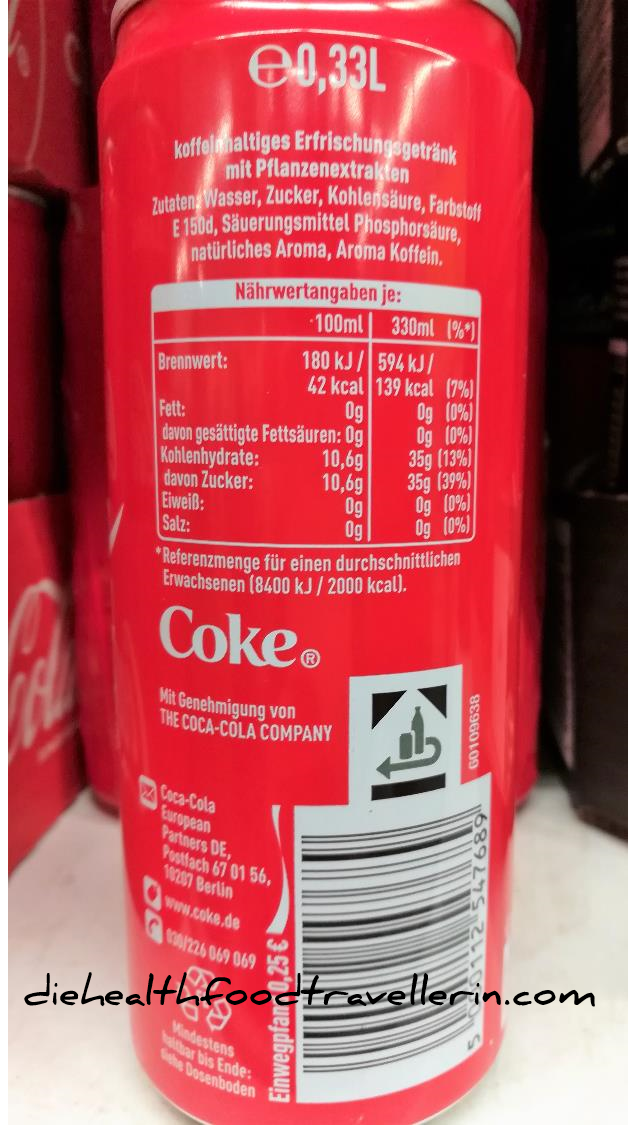 e 0,33L
koffeinhaltiges Erfrischungsgetränk
mit Pflanzenextrakten
Zutaten: Wasser, Zucker, Kohlensäure, Farbstoff
E 150d, Säuerungsmittel Phosphorsäure,
natürliches Aroma, Aroma Koffein.
Nährwertangaben je:
100ml 330ml (%*)
Brennwert: 180 kJ / 594 kJ /
42 kcal 139 kcal (7%)
Fett: 0g 0g (0%)
davon gesättigte Fettsäuren: 0g 0g (0%)
Kohlenhydrate: 10,6g 35g (13%)
davon Zucker: 10,6g 35g (39%)
Eiweiß: 0g 0g (0%)
Salz: 0g 0g (0%)
*Referenzmenge für einen durchschnittlichen
Erwachsenen (8400 kJ / 2000 kcal).
Coke®
Mit Genehmigung von
THE COCA-COLA COMPANY
G0109638
Coca-Cola
European
Partners DE,
Postfach 67 01 56,
10207 Berlin
www.coke.de
030/226 069 069
Mindestens
haltbar bis Ende:
siehe Dosenboden
Einwegpfand 0,25 €
547689
diehealthfoodtravellerin.com